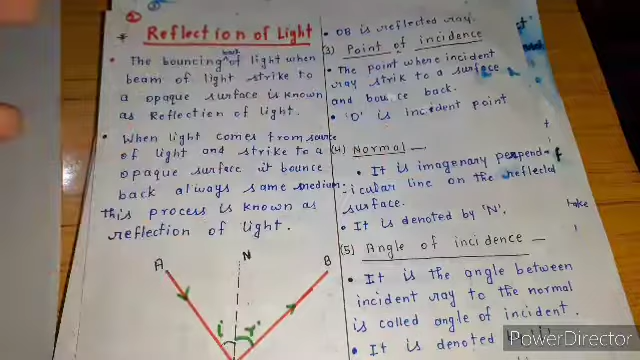 Reflection of Light
• The bouncing back of light when
beam of light strike to
a opaque surface is known
as Reflection of light.
• When light comes from source
of light and strike to a
opaque surface it bounce
back always same medium
this process is known as
reflection of light.
A
N
B
i
r
• OB is reflected ray.
(3) Point of incidence
• The point where incident
ray strik to a surface
and bounce back.
• 'O' is incident point
(4) Normal —
• It is imagenary perpend-
icular line on the reflected
surface.
• It is denoted by 'N'.
(5) Angle of incidence —
• It is the angle between
incident ray to the normal
is called angle of incident.
• It is denoted
take
PowerDirector